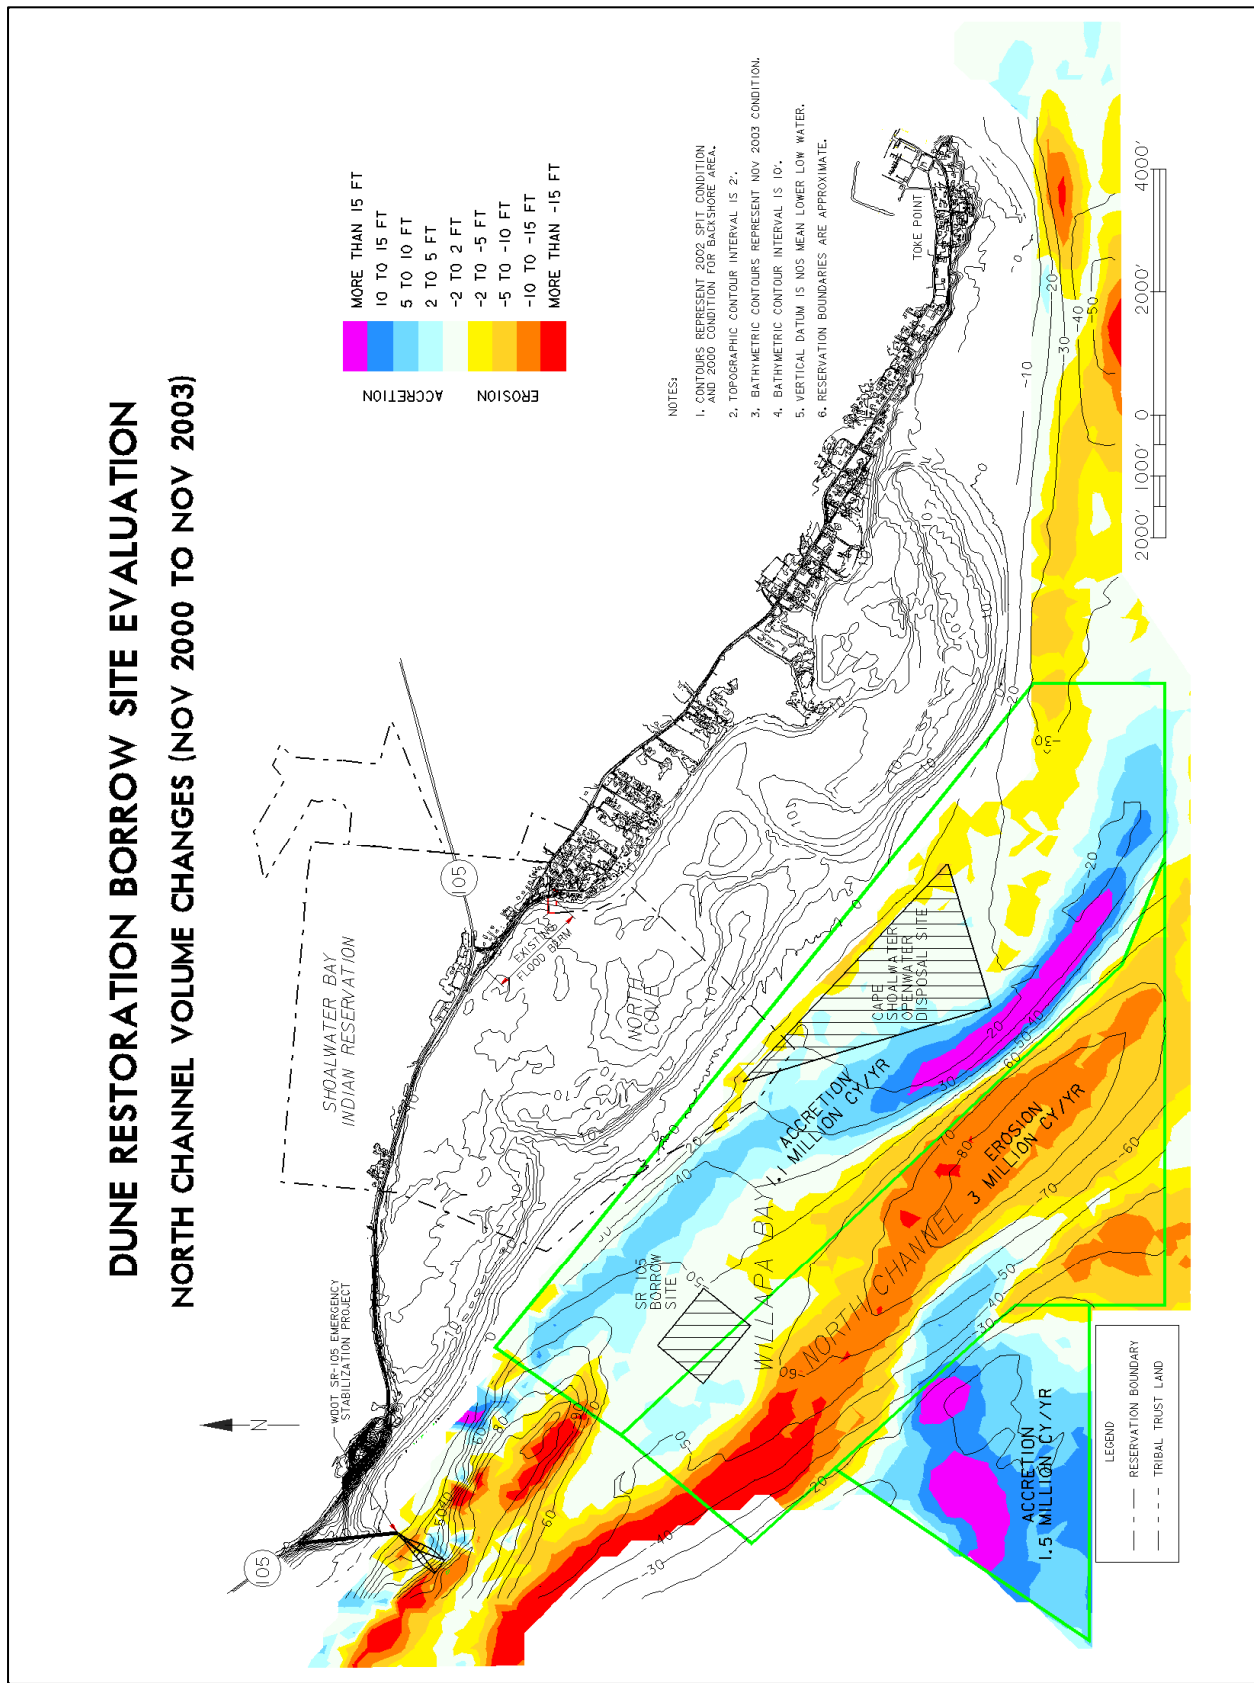 DUNE RESTORATION BORROW SITE EVALUATION
NORTH CHANNEL VOLUME CHANGES (NOV 2000 TO NOV 2003)
ACCRETION
EROSION
MORE THAN 15 FT
10 TO 15 FT
5 TO 10 FT
2 TO 5 FT
-2 TO 2 FT
-2 TO -5 FT
-5 TO -10 FT
-10 TO -15 FT
MORE THAN -15 FT
NOTES:
1. CONTOURS REPRESENT 2002 SPIT CONDITION
AND 2000 CONDITION FOR BACKSHORE AREA.
2. TOPOGRAPHIC CONTOUR INTERVAL IS 2'.
3. BATHYMETRIC CONTOURS REPRESENT NOV 2003 CONDITION.
4. BATHYMETRIC CONTOUR INTERVAL IS 10'.
5. VERTICAL DATUM IS NOS MEAN LOWER LOW WATER.
6. RESERVATION BOUNDARIES ARE APPROXIMATE.
SHOALWATER BAY
INDIAN RESERVATION
105
105
WDOT SR-105 EMERGENCY
STABILIZATION PROJECT
N
EXISTING
FLOOD BERM
NORTH
COVE
TOKE POINT
CAPE
SHOALWATER
OPENWATER
DISPOSAL SITE
SR 105
BORROW
SITE
WILLAPA BAY
ACCRETION
1.1 MILLION CY/YR
NORTH CHANNEL
EROSION
3 MILLION CY/YR
ACCRETION
1.5 MILLION CY/YR
2000' 1000' 0 2000' 4000'
LEGEND
RESERVATION BOUNDARY
TRIBAL TRUST LAND